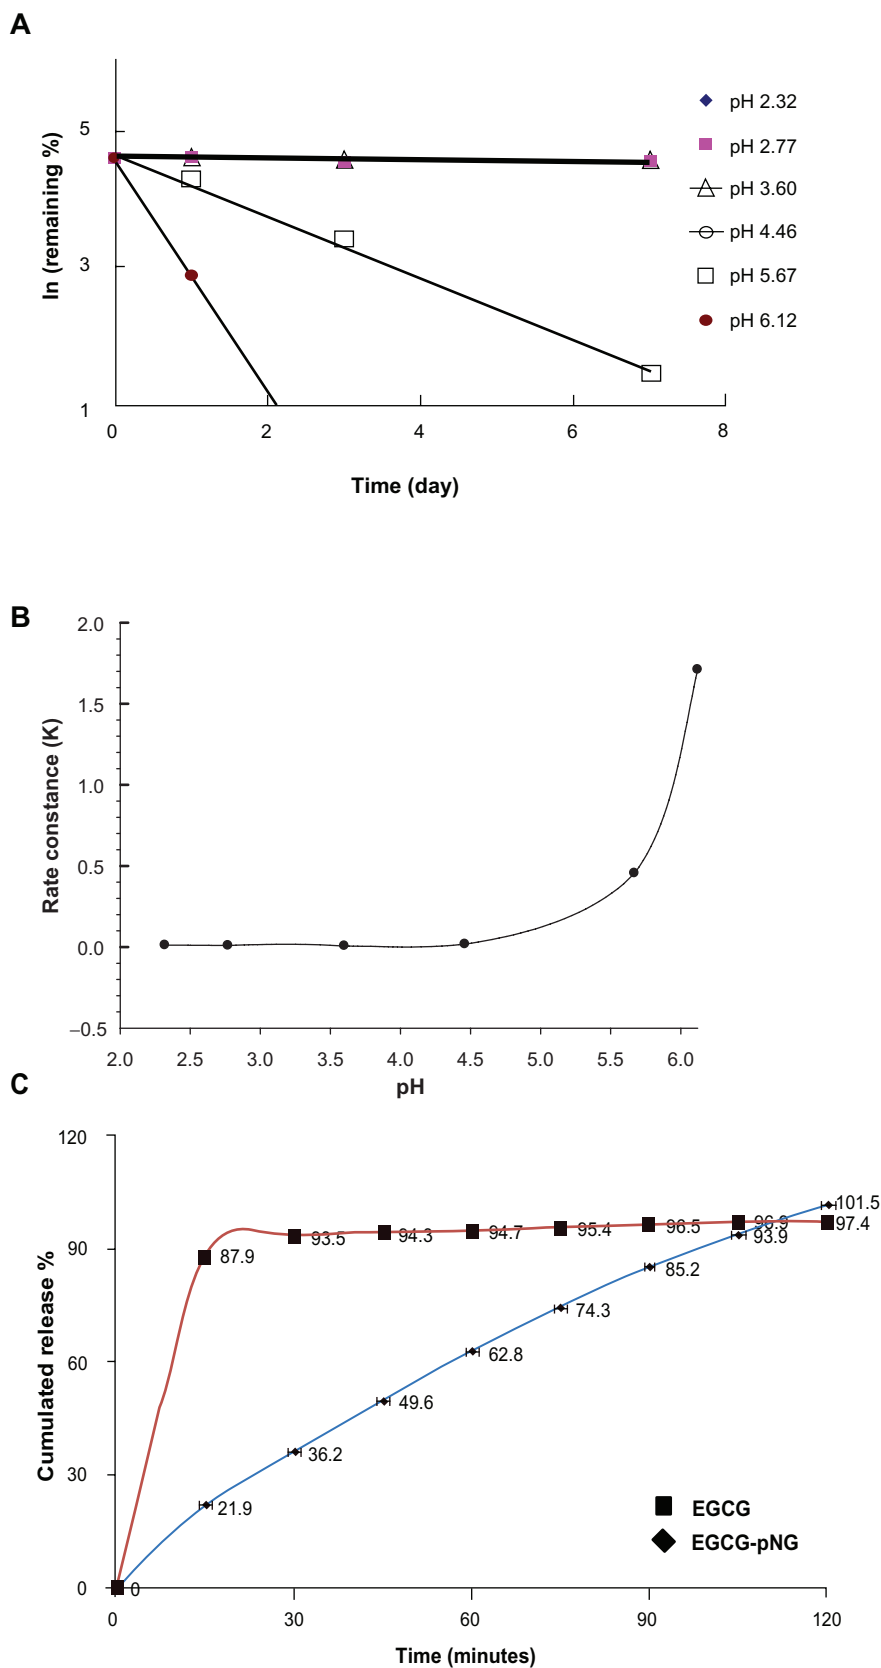 A
ln (remaining %)
5
3
1
0 2 4 6 8
Time (day)
pH 2.32
pH 2.77
pH 3.60
pH 4.46
pH 5.67
pH 6.12
B
Rate constance (K)
2.0
1.5
1.0
0.5
0.0
–0.5
2.0 2.5 3.0 3.5 4.0 4.5 5.0 5.5 6.0
pH
C
Cumulated release %
120
90
60
30
0
87.9
93.5
94.3
94.7
95.4
96.5
96.9
97.4
0
21.9
36.2
49.6
62.8
74.3
85.2
93.9
101.5
EGCG
EGCG-pNG
0 30 60 90 120
Time (minutes)